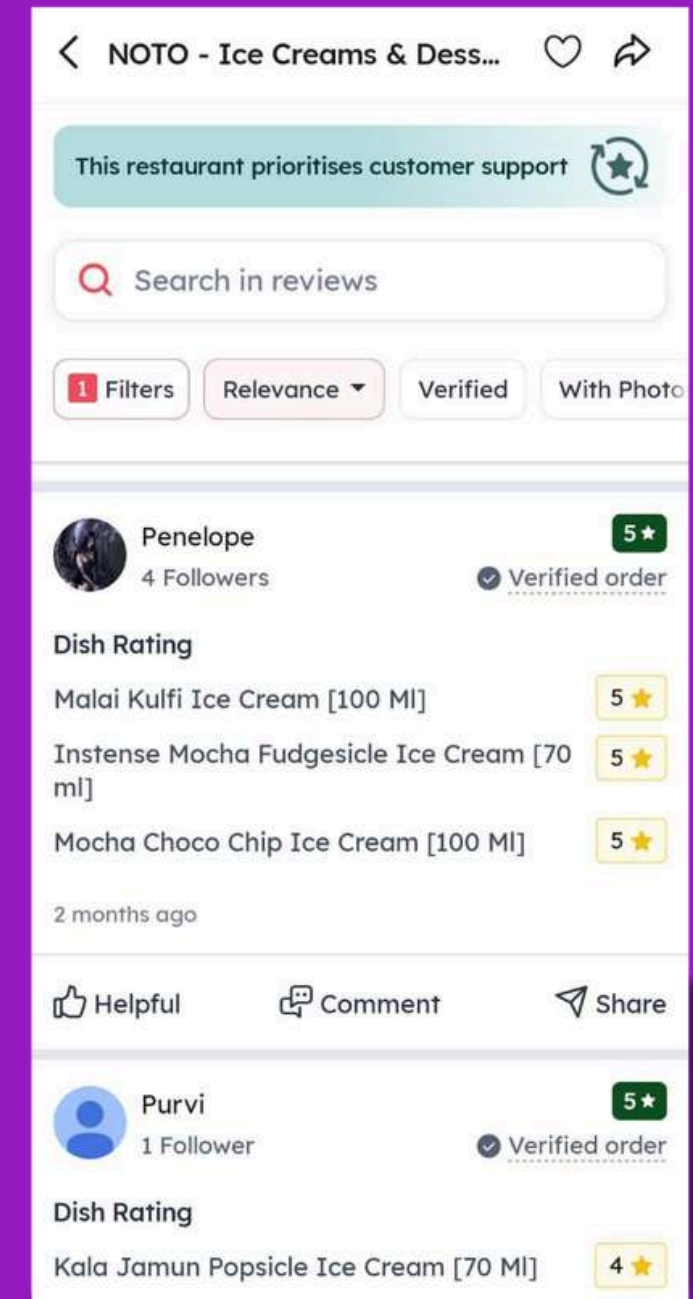 NOTO - Ice Creams & Dess...
This restaurant prioritises customer support
Search in reviews
1 Filters Relevance Verified With Photo
Penelope 5★
4 Followers Verified order
Dish Rating
Malai Kulfi Ice Cream [100 Ml] 5★
Instense Mocha Fudgesicle Ice Cream [70 5★
ml]
Mocha Choco Chip Ice Cream [100 Ml] 5★
2 months ago
Helpful Comment Share
Purvi 5★
1 Follower Verified order
Dish Rating
Kala Jamun Popsicle Ice Cream [70 Ml] 4★